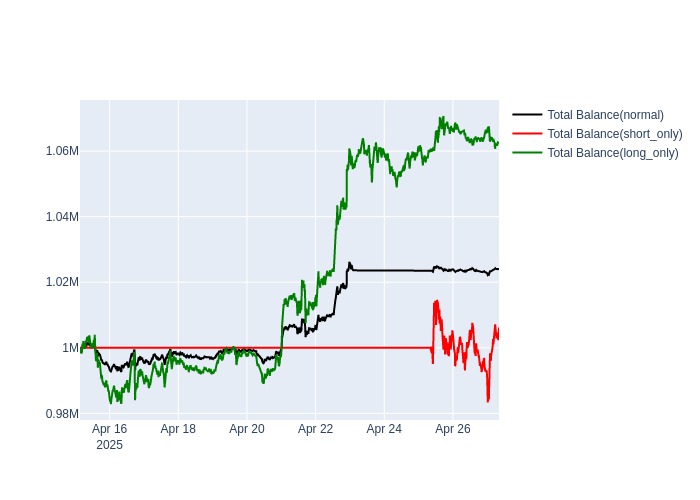 Total Balance(normal)
Total Balance(short_only)
Total Balance(long_only)
1.06M
1.04M
1.02M
1M
0.98M
Apr 16
2025
Apr 18
Apr 20
Apr 22
Apr 24
Apr 26